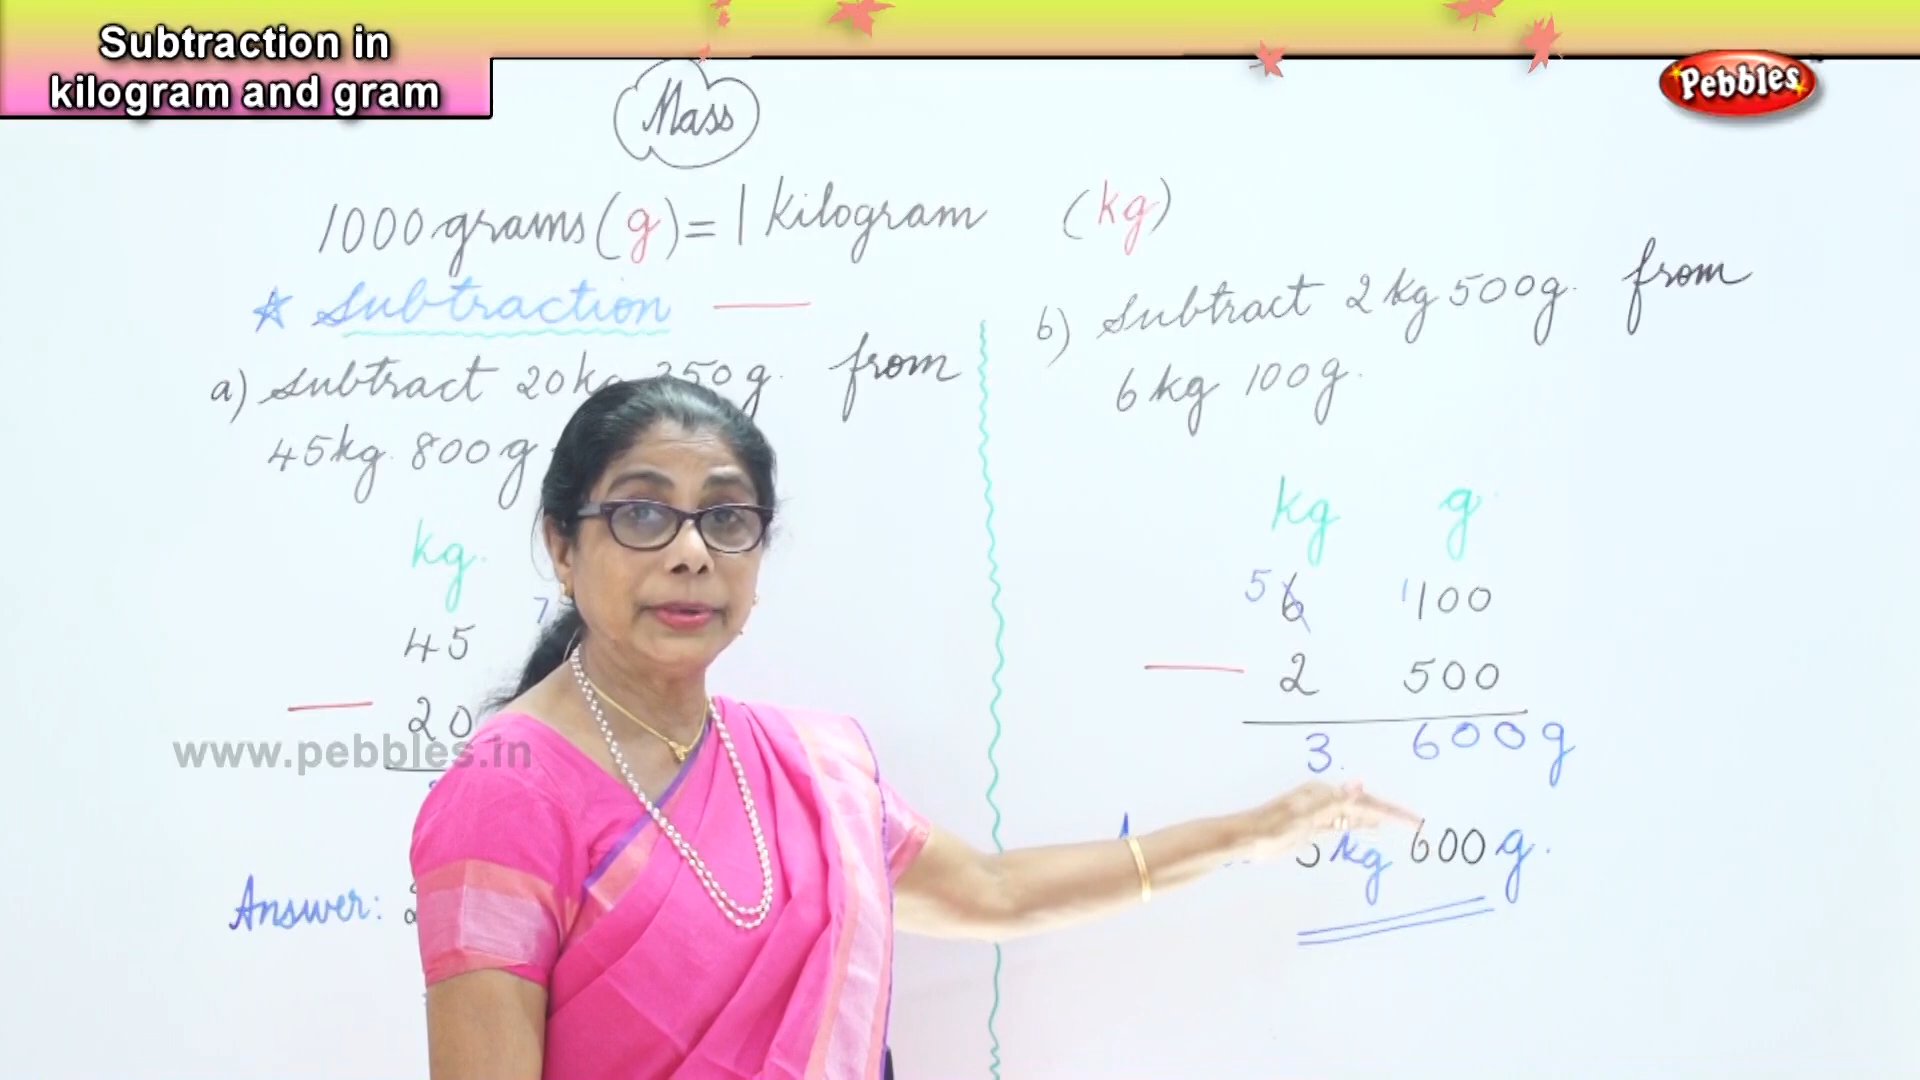 Subtraction in
kilogram and gram
Pebbles
Mass
1000 grams (g) = 1 kilogram (kg)
☆ Subtraction —
a) Subtract 20kg 350g. from
45kg. 800g
kg.
7
45
— 20
Answer:
b) Subtract 2kg 500g. from
6kg 100g.
kg g
5 6 1100
— 2 500
3. 600g
kg 600g.
www.pebbles.in